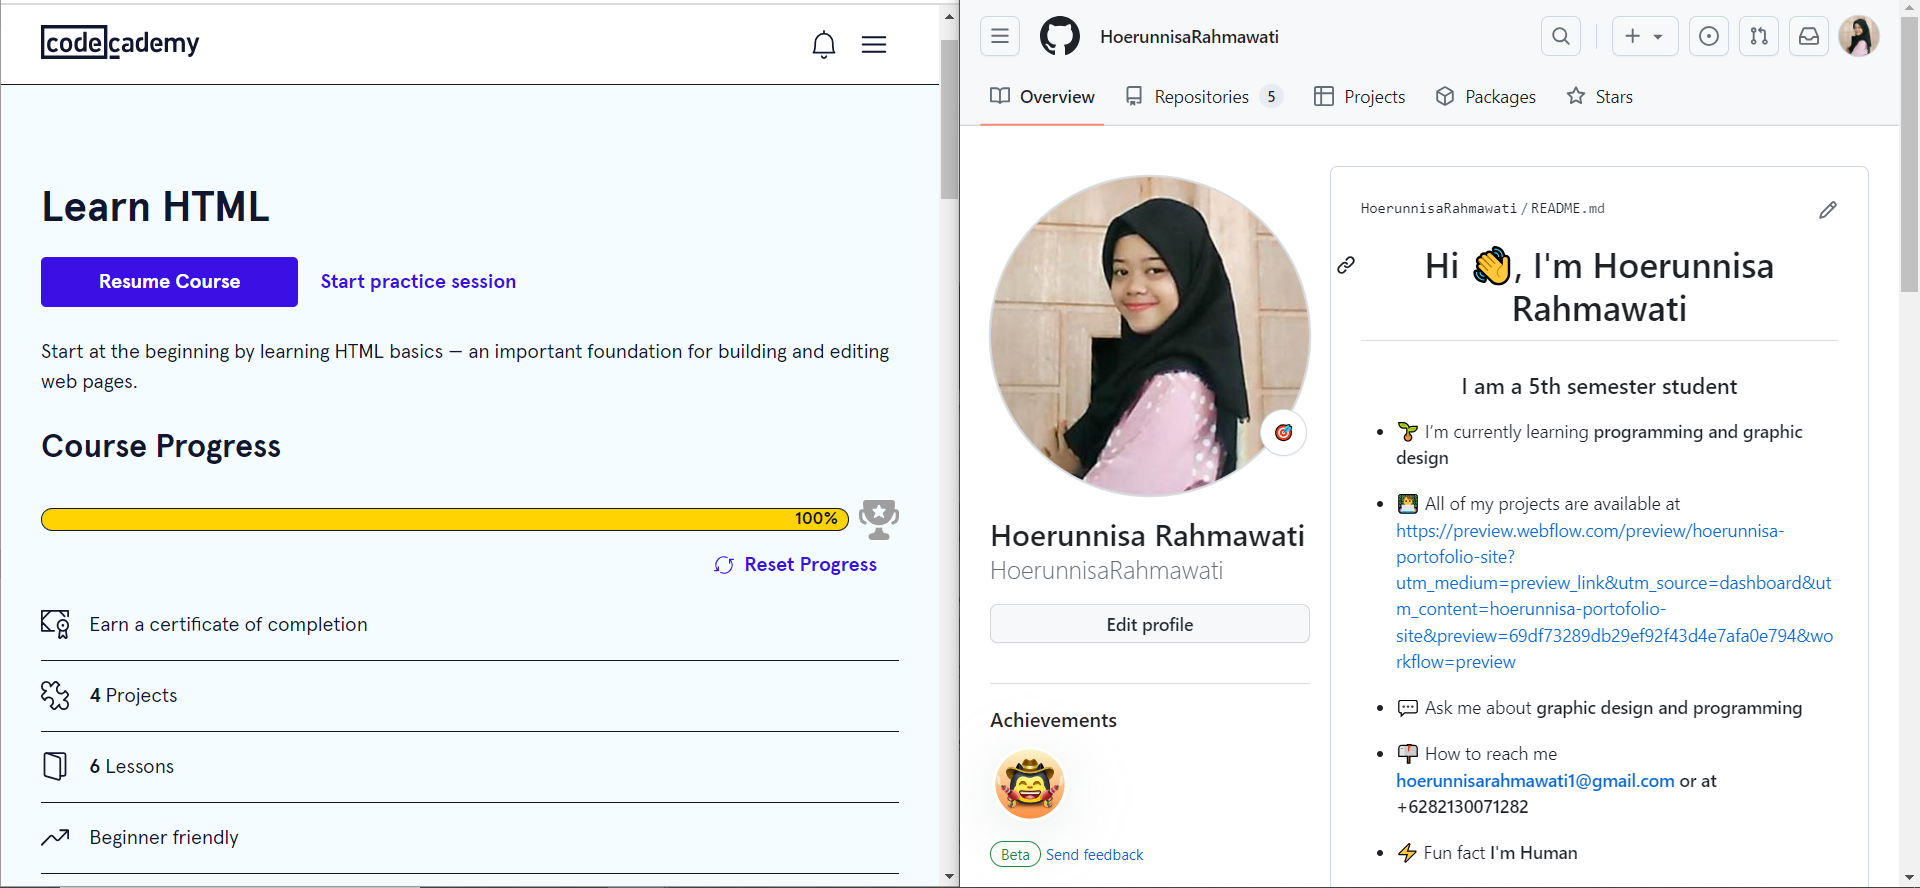 codecademy
Learn HTML
Resume Course
Start practice session
Start at the beginning by learning HTML basics — an important foundation for building and editing
web pages.
Course Progress
100%
Reset Progress
Earn a certificate of completion
4 Projects
6 Lessons
Beginner friendly
HoerunnisaRahmawati
Overview
Repositories 5
Projects
Packages
Stars
Hoerunnisa Rahmawati
HoerunnisaRahmawati
Edit profile
Achievements
Beta Send feedback
HoerunnisaRahmawati/README.md
Hi 👋, I'm Hoerunnisa
Rahmawati
I am a 5th semester student
🌱 I'm currently learning programming and graphic
design
👨‍💻 All of my projects are available at
https://preview.webflow.com/preview/hoerunnisa-
portofolio-site?
utm_medium=preview_link&utm_source=dashboard&ut
m_content=hoerunnisa-portofolio-
site&preview=69df73289db29ef92f43d4e7afa0e794&wo
rkflow=preview
💬 Ask me about graphic design and programming
📫 How to reach me
hoerunnisarahmawati1@gmail.com or at
+6282130071282
⚡ Fun fact I'm Human